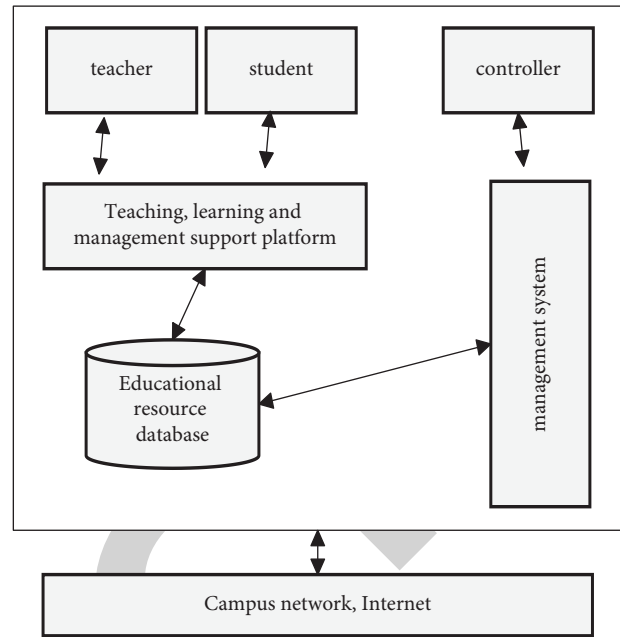 teacher
student
controller
Teaching, learning and
management support platform
Educational
resource
database
management system
Campus network, Internet